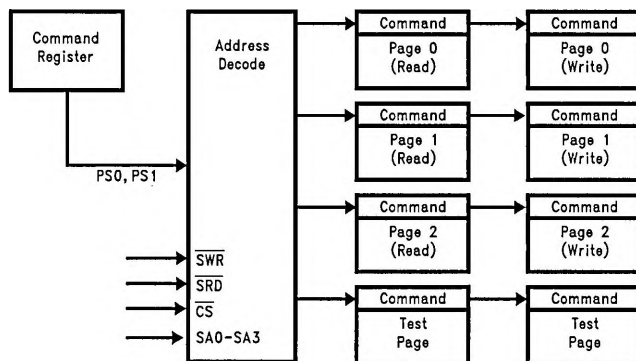 Command
Register
PS0, PS1
Address
Decode
SWR
SRD
CS
SA0-SA3
Command
Page 0
(Read)
Command
Page 0
(Write)
Command
Page 1
(Read)
Command
Page 1
(Write)
Command
Page 2
(Read)
Command
Page 2
(Write)
Command
Test
Page
Command
Test
Page